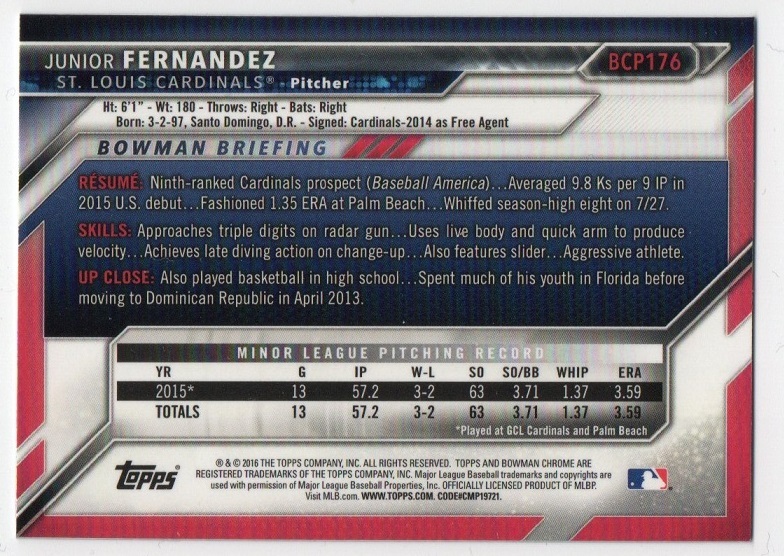 JUNIOR FERNANDEZ
BCP176
ST. LOUIS CARDINALS® - Pitcher
Ht: 6'1" - Wt: 180 - Throws: Right - Bats: Right
Born: 3-2-97, Santo Domingo, D.R. - Signed: Cardinals-2014 as Free Agent
BOWMAN BRIEFING
RÉSUMÉ: Ninth-ranked Cardinals prospect (Baseball America)...Averaged 9.8 Ks per 9 IP in
2015 U.S. debut...Fashioned 1.35 ERA at Palm Beach...Whiffed season-high eight on 7/27.
SKILLS: Approaches triple digits on radar gun...Uses live body and quick arm to produce
velocity...Achieves late diving action on change-up...Also features slider...Aggressive athlete.
UP CLOSE: Also played basketball in high school...Spent much of his youth in Florida before
moving to Dominican Republic in April 2013.
MINOR LEAGUE PITCHING RECORD
YR G IP W-L SO SO/BB WHIP ERA
2015* 13 57.2 3-2 63 3.71 1.37 3.59
TOTALS 13 57.2 3-2 63 3.71 1.37 3.59
*Played at GCL Cardinals and Palm Beach
Topps®
® & © 2016 THE TOPPS COMPANY, INC. ALL RIGHTS RESERVED. TOPPS AND BOWMAN CHROME ARE
REGISTERED TRADEMARKS OF THE TOPPS COMPANY, INC. Major League Baseball trademarks and copyrights are
used with permission of Major League Baseball Properties, Inc. OFFICIALLY LICENSED PRODUCT OF MLBP.
Visit MLB.com. WWW.TOPPS.COM. CODE#CMP19721.